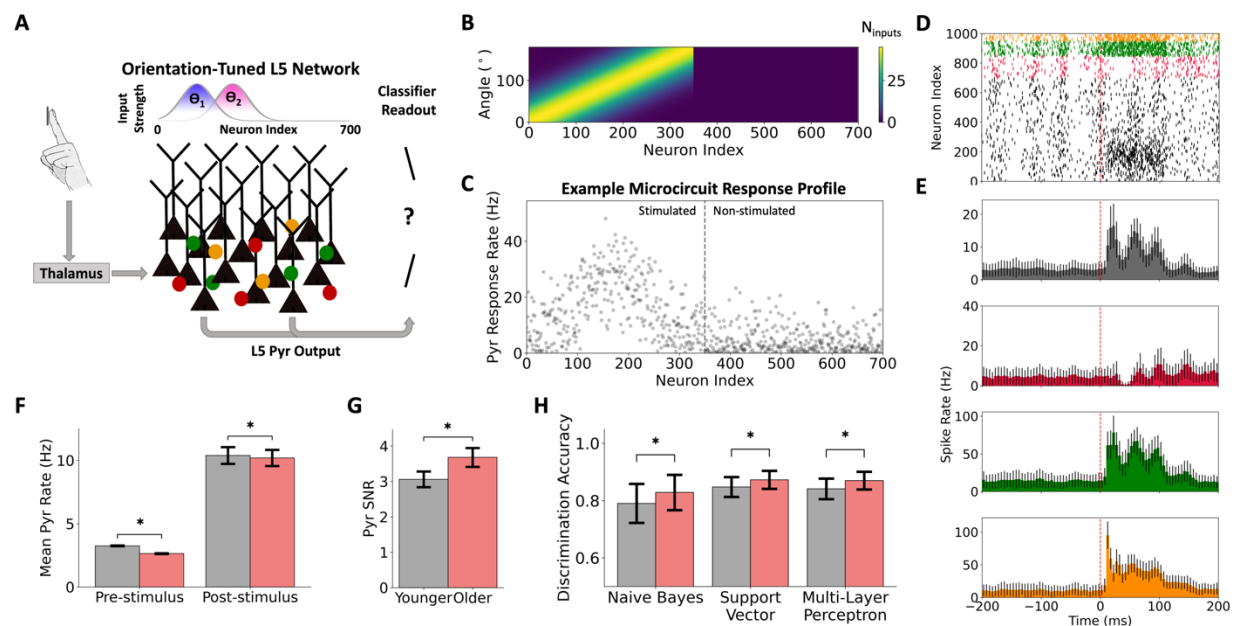 A
Orientation-Tuned L5 Network
Input
Strength
Θ1
Θ2
0
Neuron Index
700
Classifier
Readout
?
Thalamus
L5 Pyr Output
B
Ninputs
Angle (°)
100
0
25
0
0 100 200 300 400 500 600 700
Neuron Index
C
Example Microcircuit Response Profile
Stimulated
Non-stimulated
Pyr Response Rate (Hz)
40
20
0
0 100 200 300 400 500 600 700
Neuron Index
D
Neuron Index
1000
800
600
400
200
0
−200 −100 0 100 200
E
Spike Rate (Hz)
20
10
0
40
20
0
100
50
0
100
50
0
−200 −100 0 100 200
Time (ms)
F
Mean Pyr Rate (Hz)
10
5
0
*
*
Pre-stimulus
Post-stimulus
G
Pyr SNR
4
3
2
1
0
*
Younger
Older
H
Discrimination Accuracy
1.0
0.8
0.6
*
*
*
Naive Bayes
Support
Vector
Multi-Layer
Perceptron